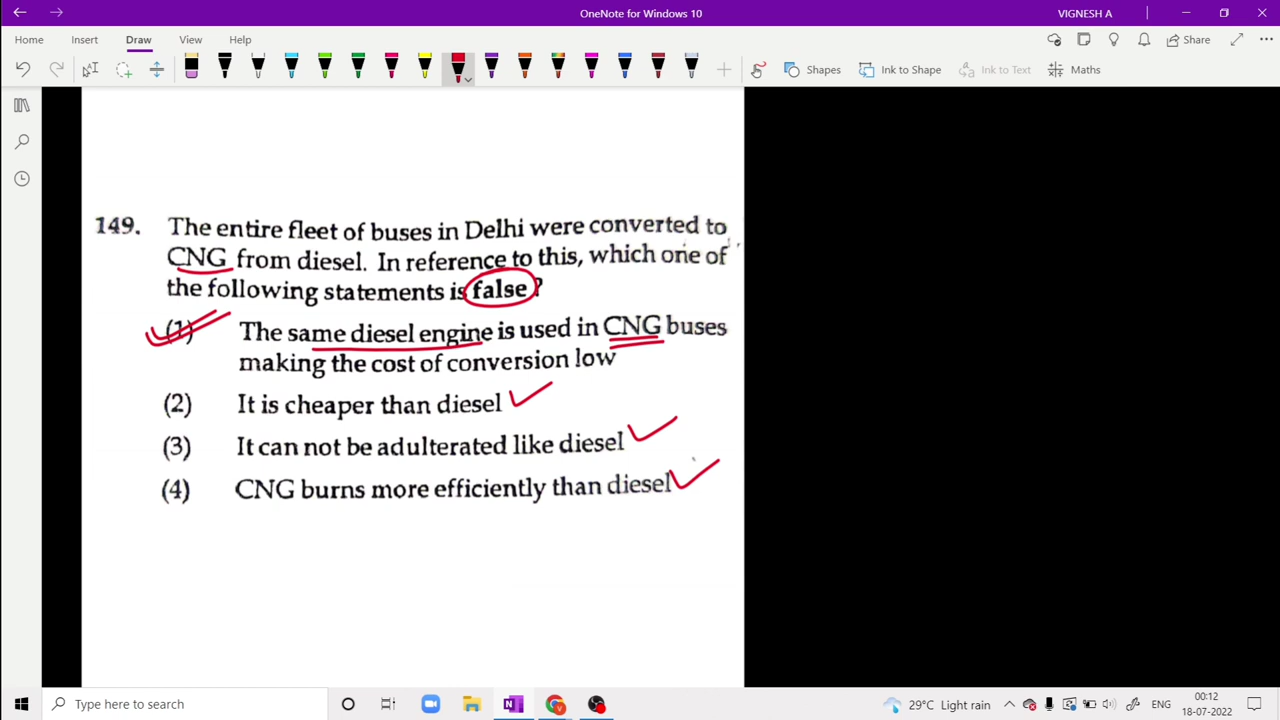 OneNote for Windows 10
VIGNESH A
Home Insert Draw View Help
Share
Shapes Ink to Shape Ink to Text Maths
149. The entire fleet of buses in Delhi were converted to
CNG from diesel. In reference to this, which one of
the following statements is false?
(1) The same diesel engine is used in CNG buses
making the cost of conversion low
(2) It is cheaper than diesel
(3) It can not be adulterated like diesel
(4) CNG burns more efficiently than diesel
Type here to search
29°C Light rain
ENG
00:12
18-07-2022